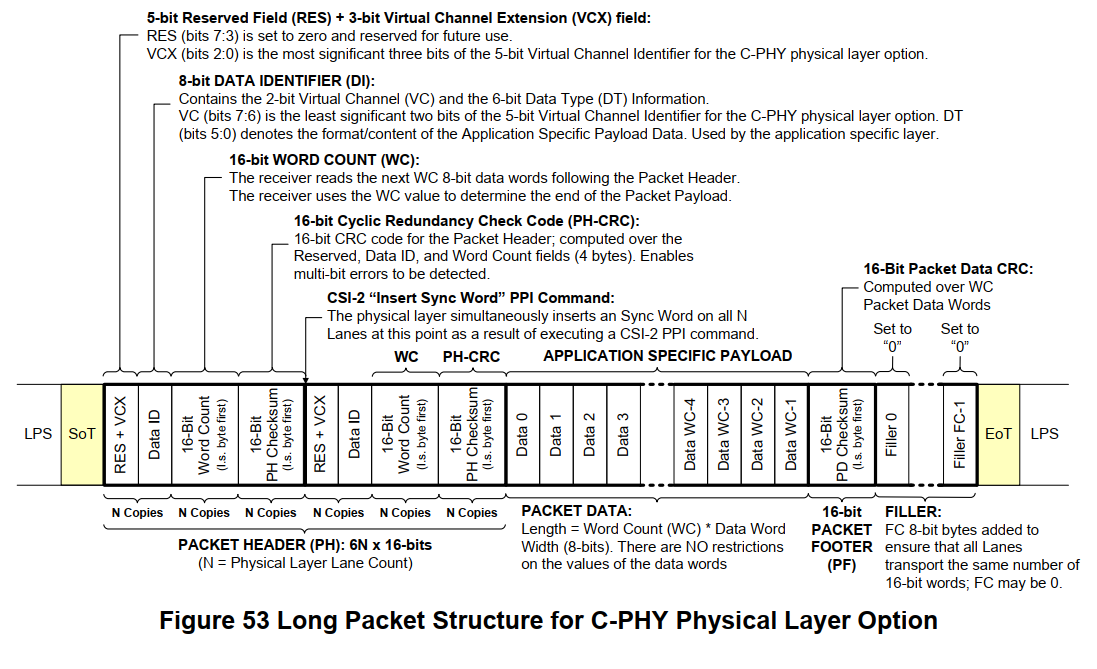 5-bit Reserved Field (RES) + 3-bit Virtual Channel Extension (VCX) field:
RES (bits 7:3) is set to zero and reserved for future use.
VCX (bits 2:0) is the most significant three bits of the 5-bit Virtual Channel Identifier for the C-PHY physical layer option.
8-bit DATA IDENTIFIER (DI):
Contains the 2-bit Virtual Channel (VC) and the 6-bit Data Type (DT) Information.
VC (bits 7:6) is the least significant two bits of the 5-bit Virtual Channel Identifier for the C-PHY physical layer option. DT
(bits 5:0) denotes the format/content of the Application Specific Payload Data. Used by the application specific layer.
16-bit WORD COUNT (WC):
The receiver reads the next WC 8-bit data words following the Packet Header.
The receiver uses the WC value to determine the end of the Packet Payload.
16-bit Cyclic Redundancy Check Code (PH-CRC):
16-bit CRC code for the Packet Header; computed over the
Reserved, Data ID, and Word Count fields (4 bytes). Enables
multi-bit errors to be detected.
16-Bit Packet Data CRC:
Computed over WC
Packet Data Words
CSI-2 “Insert Sync Word” PPI Command:
The physical layer simultaneously inserts an Sync Word on all N
Lanes at this point as a result of executing a CSI-2 PPI command.
Set to
“0”
Set to
“0”
WC
PH-CRC
APPLICATION SPECIFIC PAYLOAD
LPS
SoT
RES + VCX
Data ID
16-Bit
Word Count
(l.s. byte first)
16-Bit
PH Checksum
(l.s. byte first)
RES + VCX
Data ID
16-Bit
Word Count
(l.s. byte first)
16-Bit
PH Checksum
(l.s. byte first)
Data 0
Data 1
Data 2
Data 3
Data WC-4
Data WC-3
Data WC-2
Data WC-1
16-Bit
PD Checksum
(l.s. byte first)
Filler 0
Filler FC-1
EoT
LPS
N Copies
N Copies
N Copies
N Copies
N Copies
N Copies
PACKET HEADER (PH): 6N x 16-bits
(N = Physical Layer Lane Count)
PACKET DATA:
Length = Word Count (WC) * Data Word
Width (8-bits). There are NO restrictions
on the values of the data words
16-bit
PACKET
FOOTER
(PF)
FILLER:
FC 8-bit bytes added to
ensure that all Lanes
transport the same number of
16-bit words; FC may be 0.
Figure 53 Long Packet Structure for C-PHY Physical Layer Option